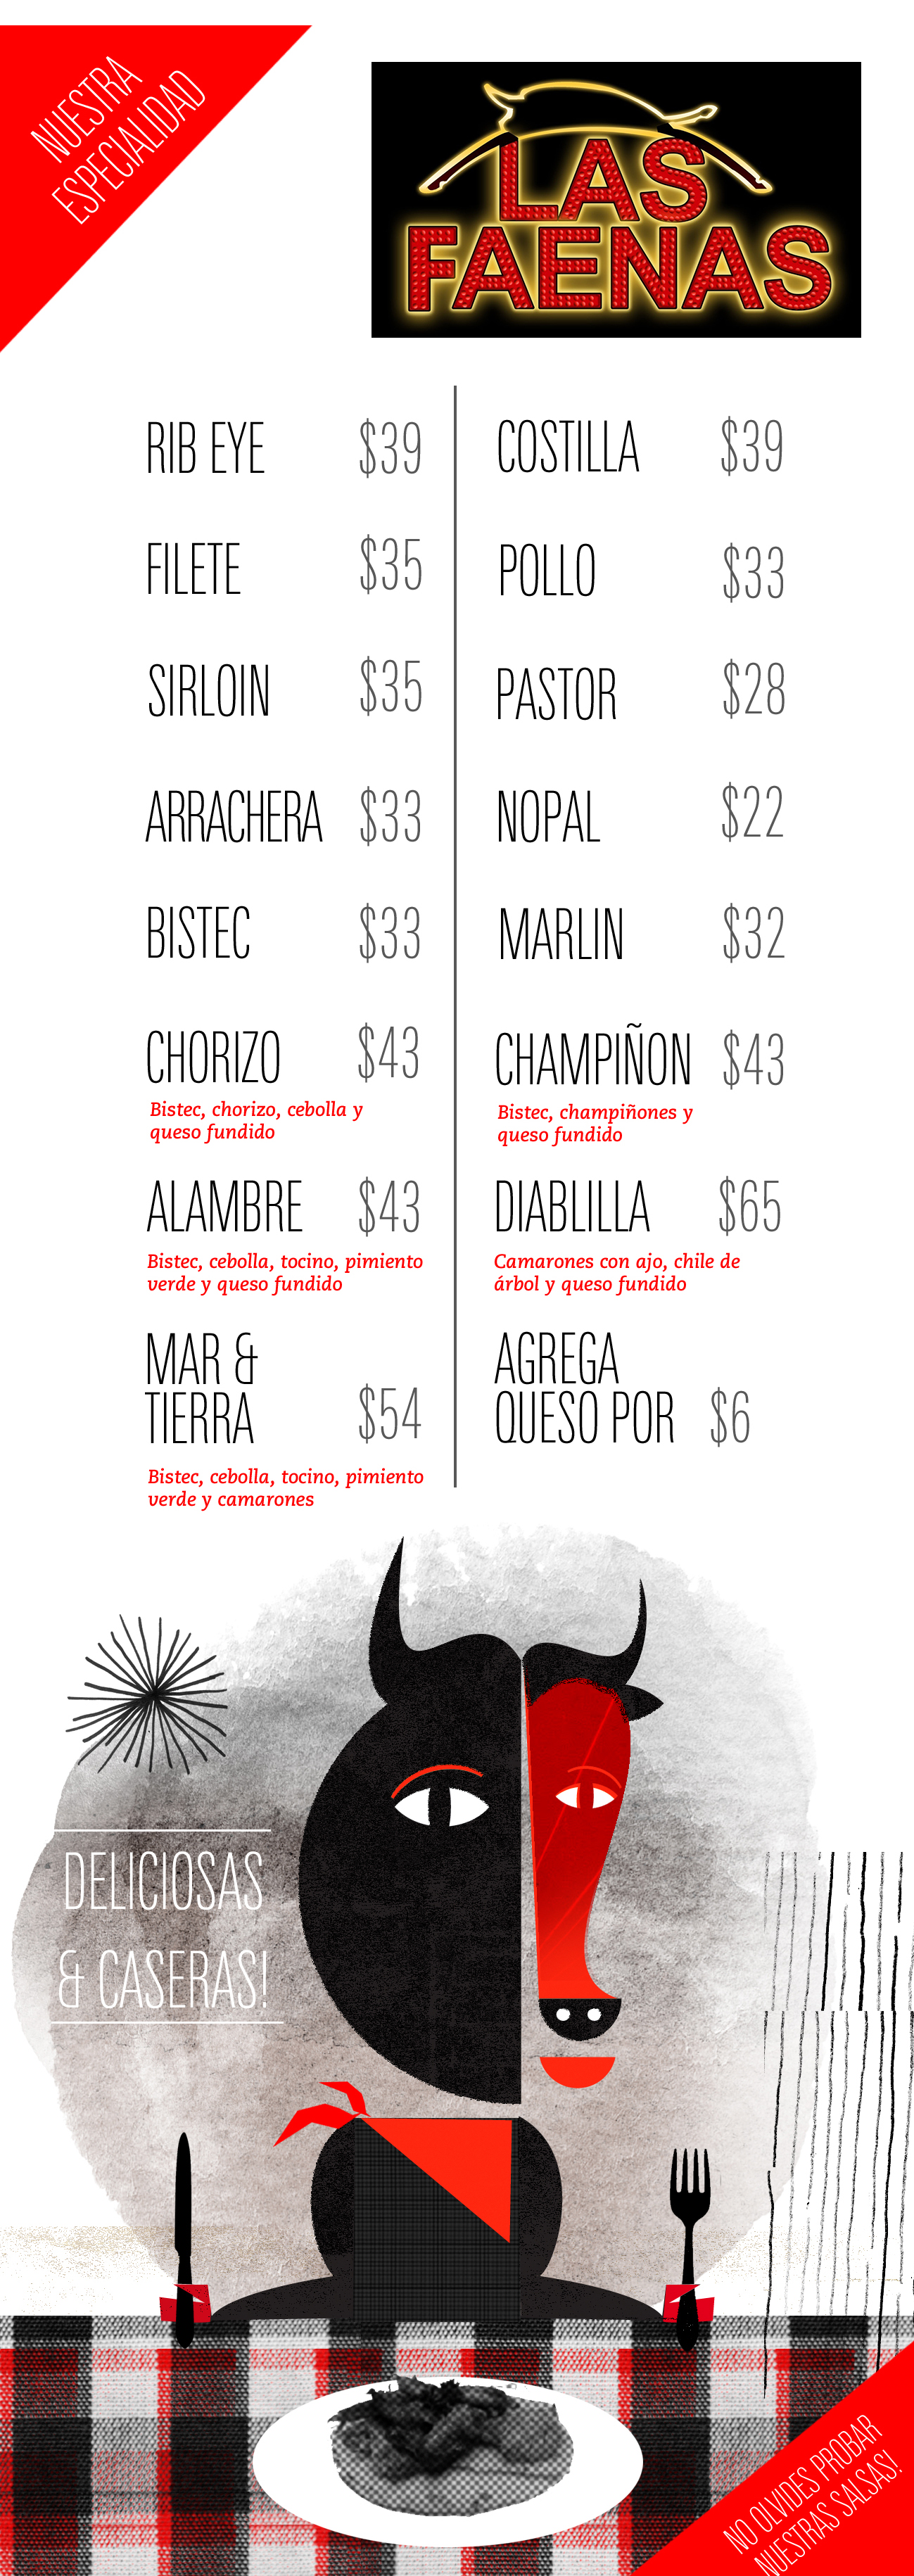 NUESTRA
ESPECIALIDAD
LAS
FAENAS
RIB EYE $39
FILETE $35
SIRLOIN $35
ARRACHERA $33
BISTEC $33
CHORIZO $43
Bistec, chorizo, cebolla y
queso fundido
ALAMBRE $43
Bistec, cebolla, tocino, pimiento
verde y queso fundido
MAR &
TIERRA $54
Bistec, cebolla, tocino, pimiento
verde y camarones
COSTILLA $39
POLLO $33
PASTOR $28
NOPAL $22
MARLIN $32
CHAMPIÑON $43
Bistec, champiñones y
queso fundido
DIABLILLA $65
Camarones con ajo, chile de
árbol y queso fundido
AGREGA
QUESO POR $6
DELICIOSAS
& CASERAS!
NO OLVIDES PROBAR
NUESTRAS SALSAS!